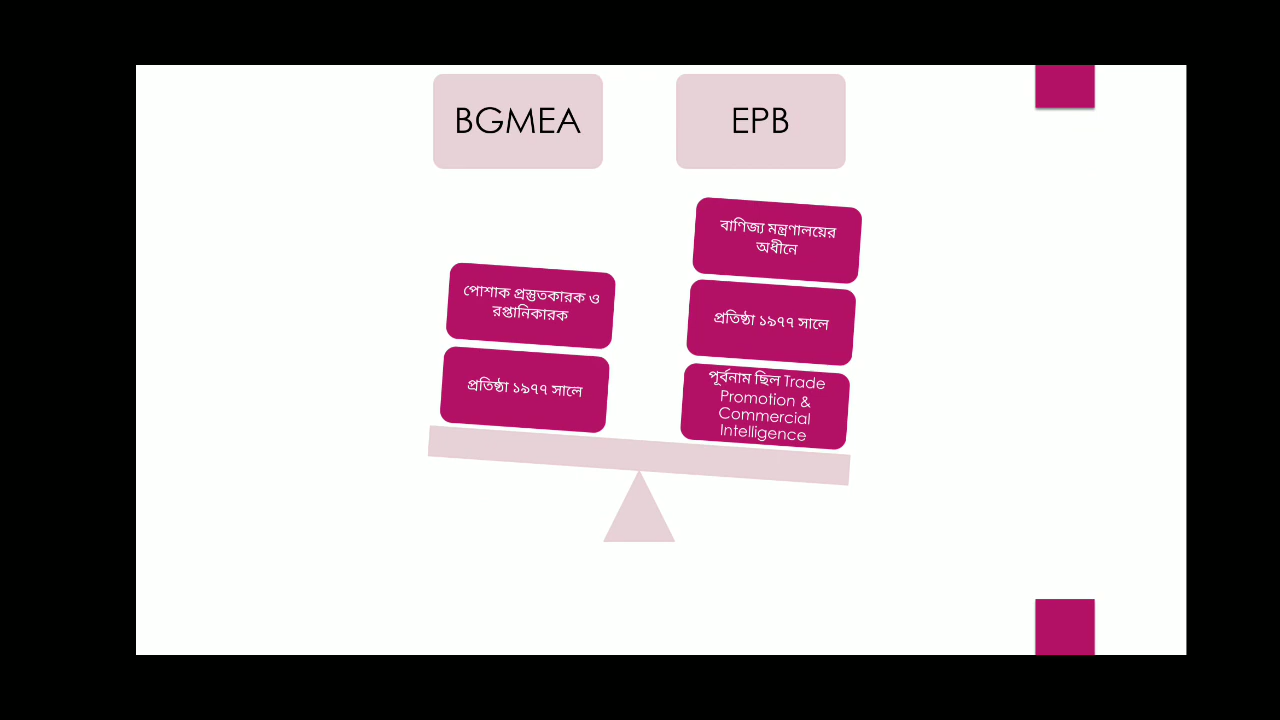 BGMEA
EPB
পোশাক প্রস্তুতকারক ও
রপ্তানিকারক
প্রতিষ্ঠা ১৯৭৭ সালে
বাণিজ্য মন্ত্রণালয়ের
অধীনে
প্রতিষ্ঠা ১৯৭৭ সালে
পূর্বনাম ছিল Trade
Promotion &
Commercial
Intelligence